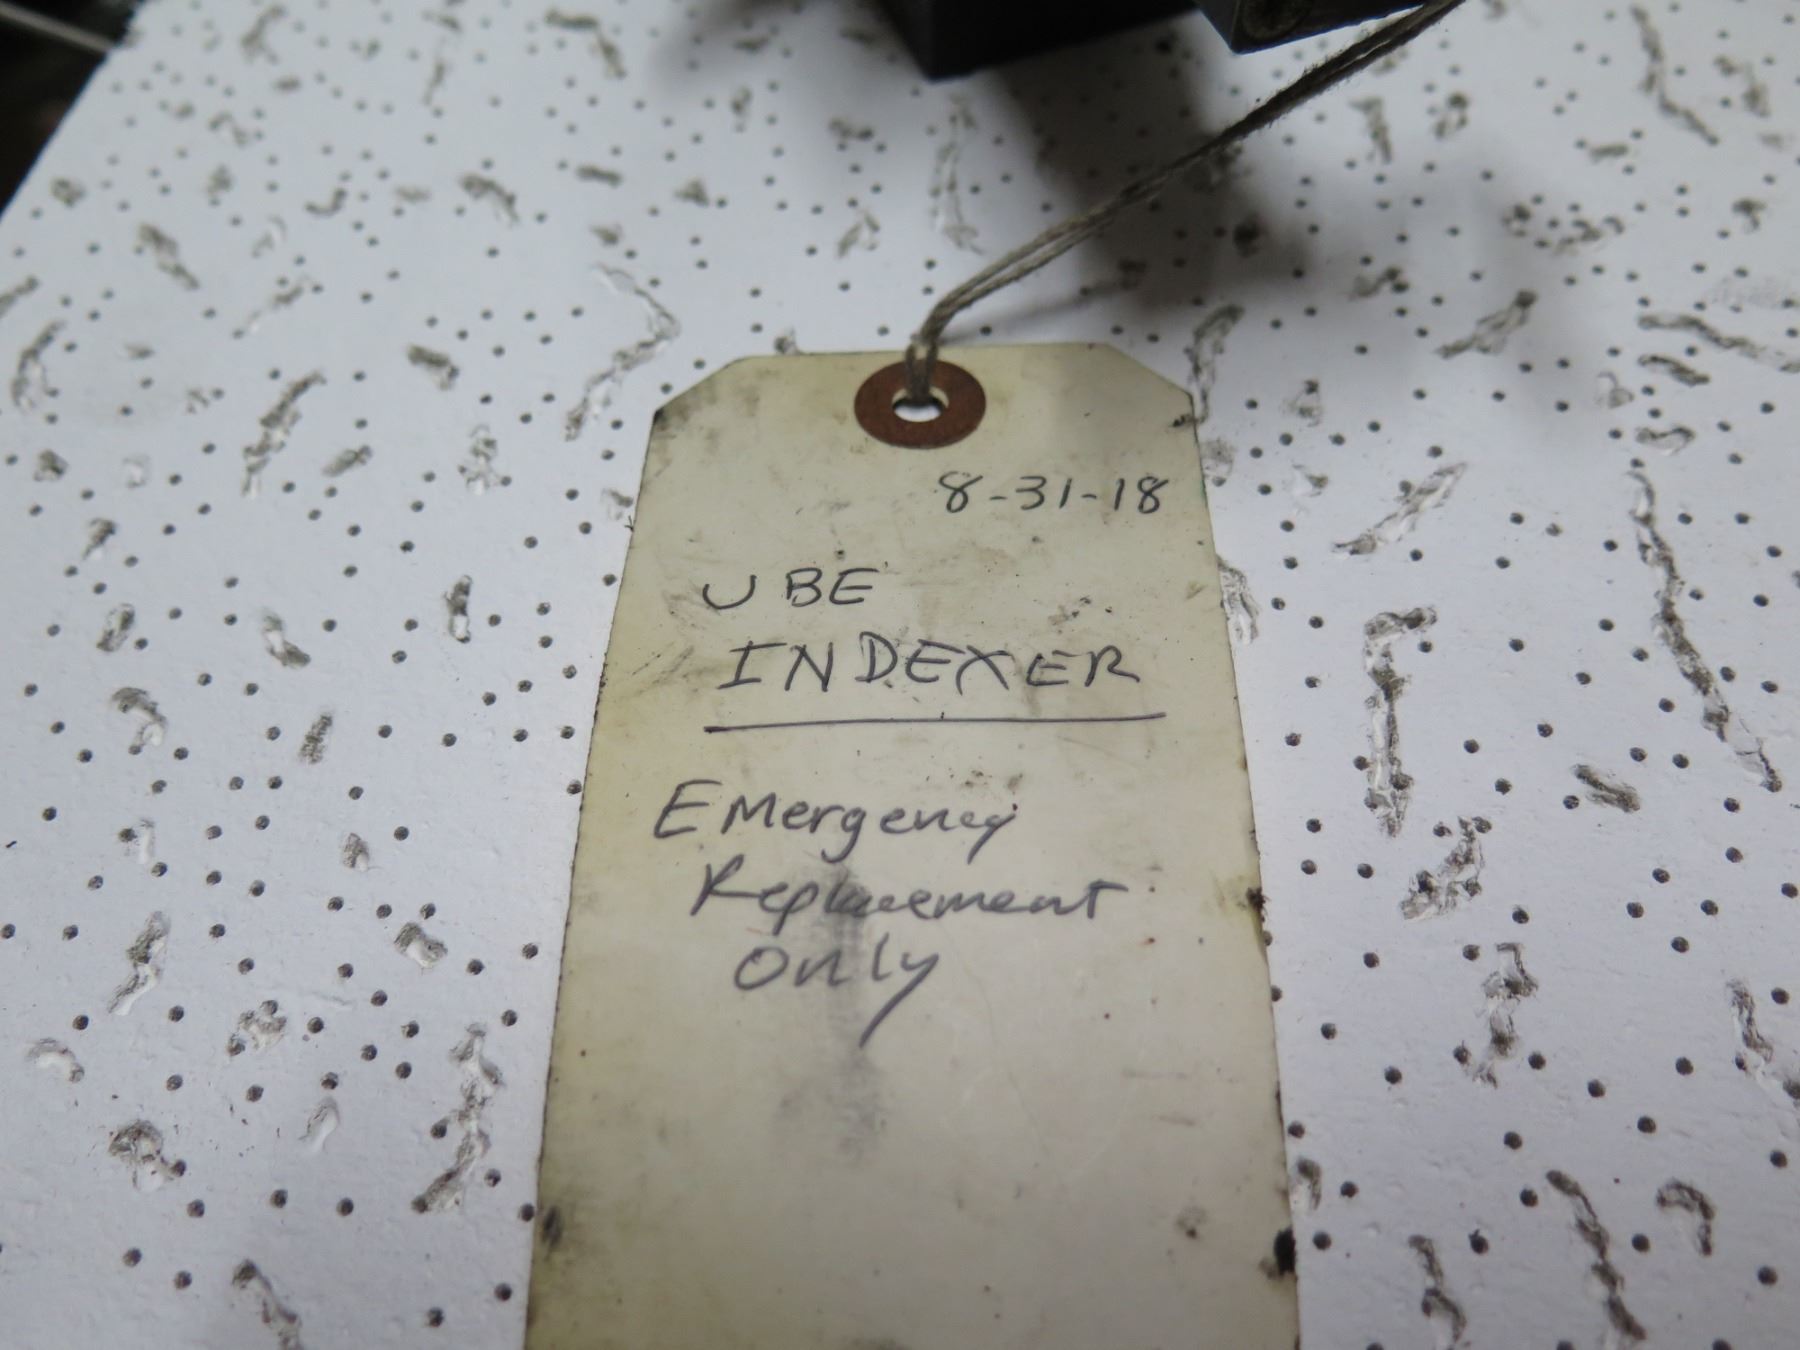 8-31-18
UBE
INDEXER
Emergency
Replacement
Only